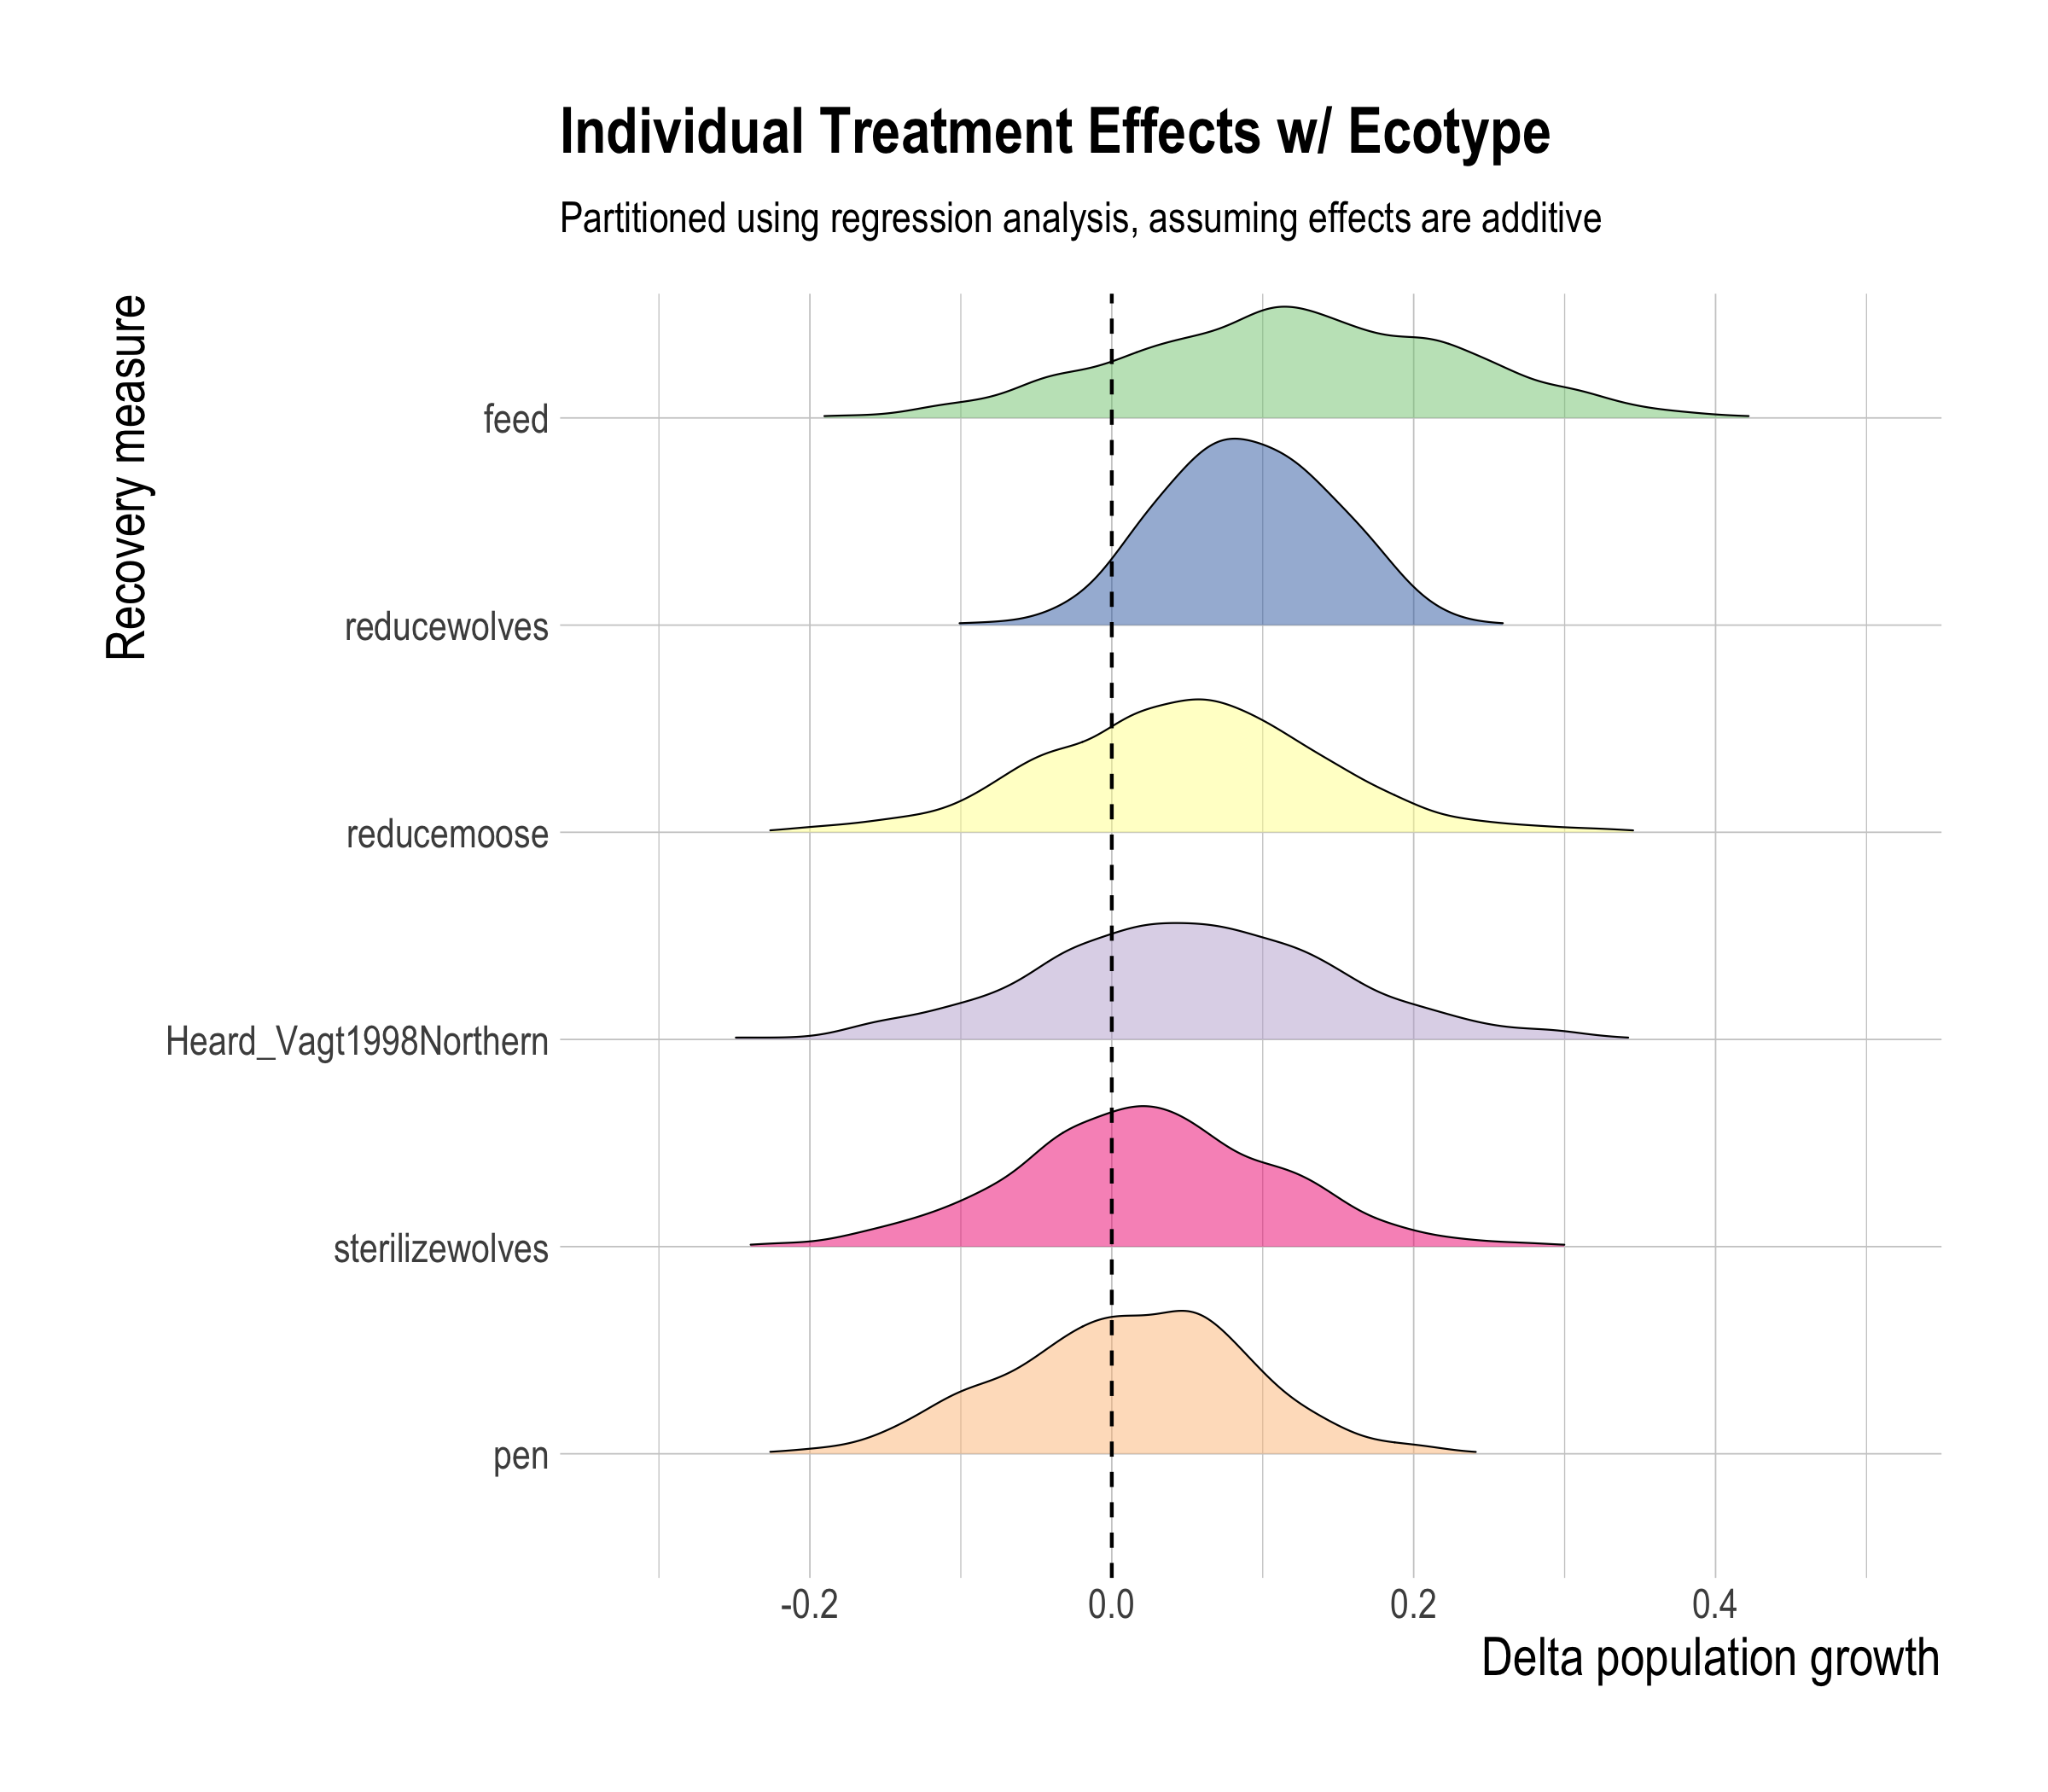 Individual Treatment Effects w/ Ecotype
Partitioned using regression analysis, assuming effects are additive
Recovery measure
feed
reducewolves
reducemoose
Heard_Vagt1998Northern
sterilizewolves
pen
-0.2 0.0 0.2 0.4
Delta population growth